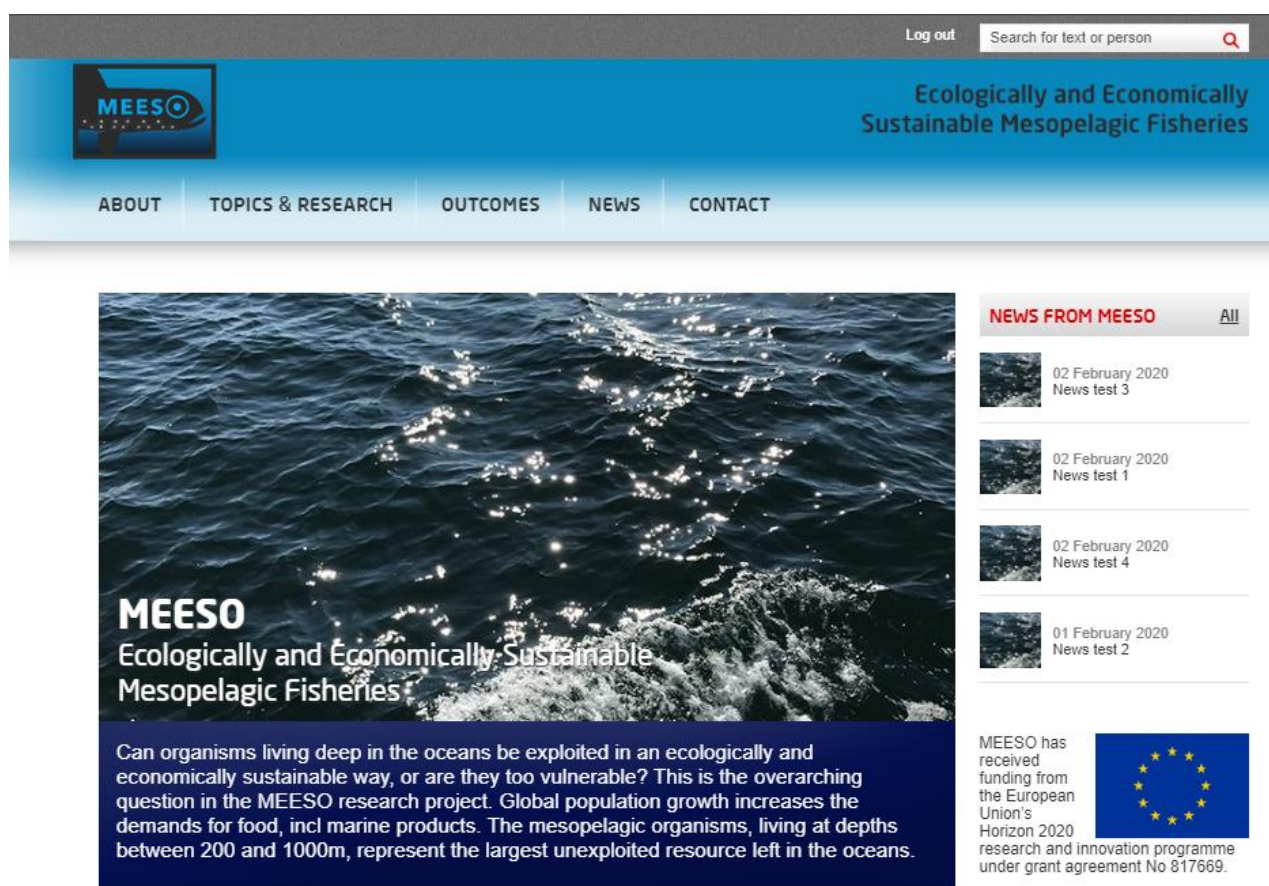 Log out
Search for text or person
MEESO
Ecologically and Economically
Sustainable Mesopelagic Fisheries
ABOUT
TOPICS & RESEARCH
OUTCOMES
NEWS
CONTACT
MEESO
Ecologically and Economically Sustainable
Mesopelagic Fisheries
Can organisms living deep in the oceans be exploited in an ecologically and
economically sustainable way, or are they too vulnerable? This is the overarching
question in the MEESO research project. Global population growth increases the
demands for food, incl marine products. The mesopelagic organisms, living at depths
between 200 and 1000m, represent the largest unexploited resource left in the oceans.
NEWS FROM MEESO
All
02 February 2020
News test 3
02 February 2020
News test 1
02 February 2020
News test 4
01 February 2020
News test 2
MEESO has
received
funding from
the European
Union's
Horizon 2020
research and innovation programme
under grant agreement No 817669.